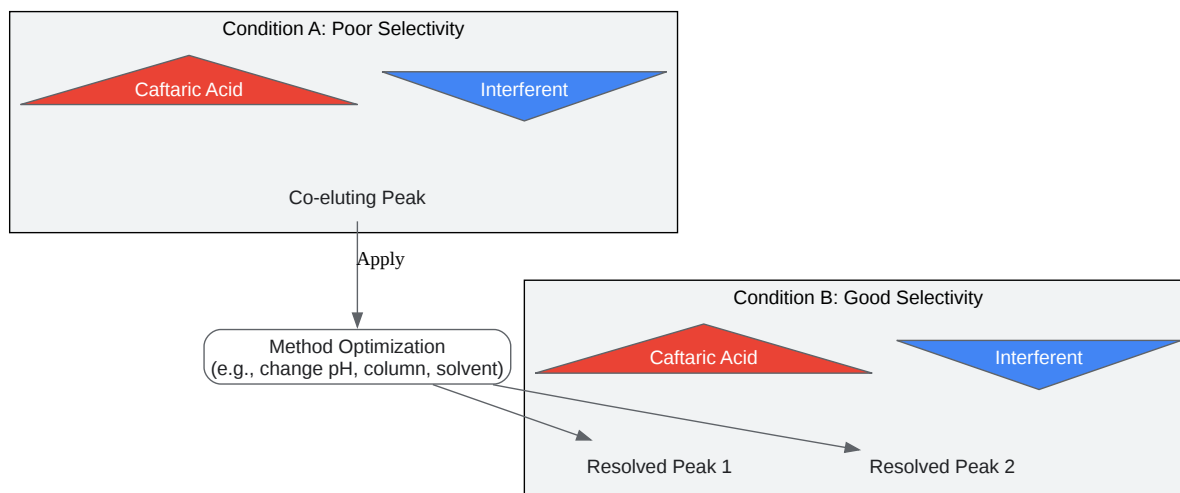 Condition A: Poor Selectivity
Caftaric Acid
Interferent
Co-eluting Peak
Apply
Method Optimization
(e.g., change pH, column, solvent)
Condition B: Good Selectivity
Caftaric Acid
Interferent
Resolved Peak 1
Resolved Peak 2